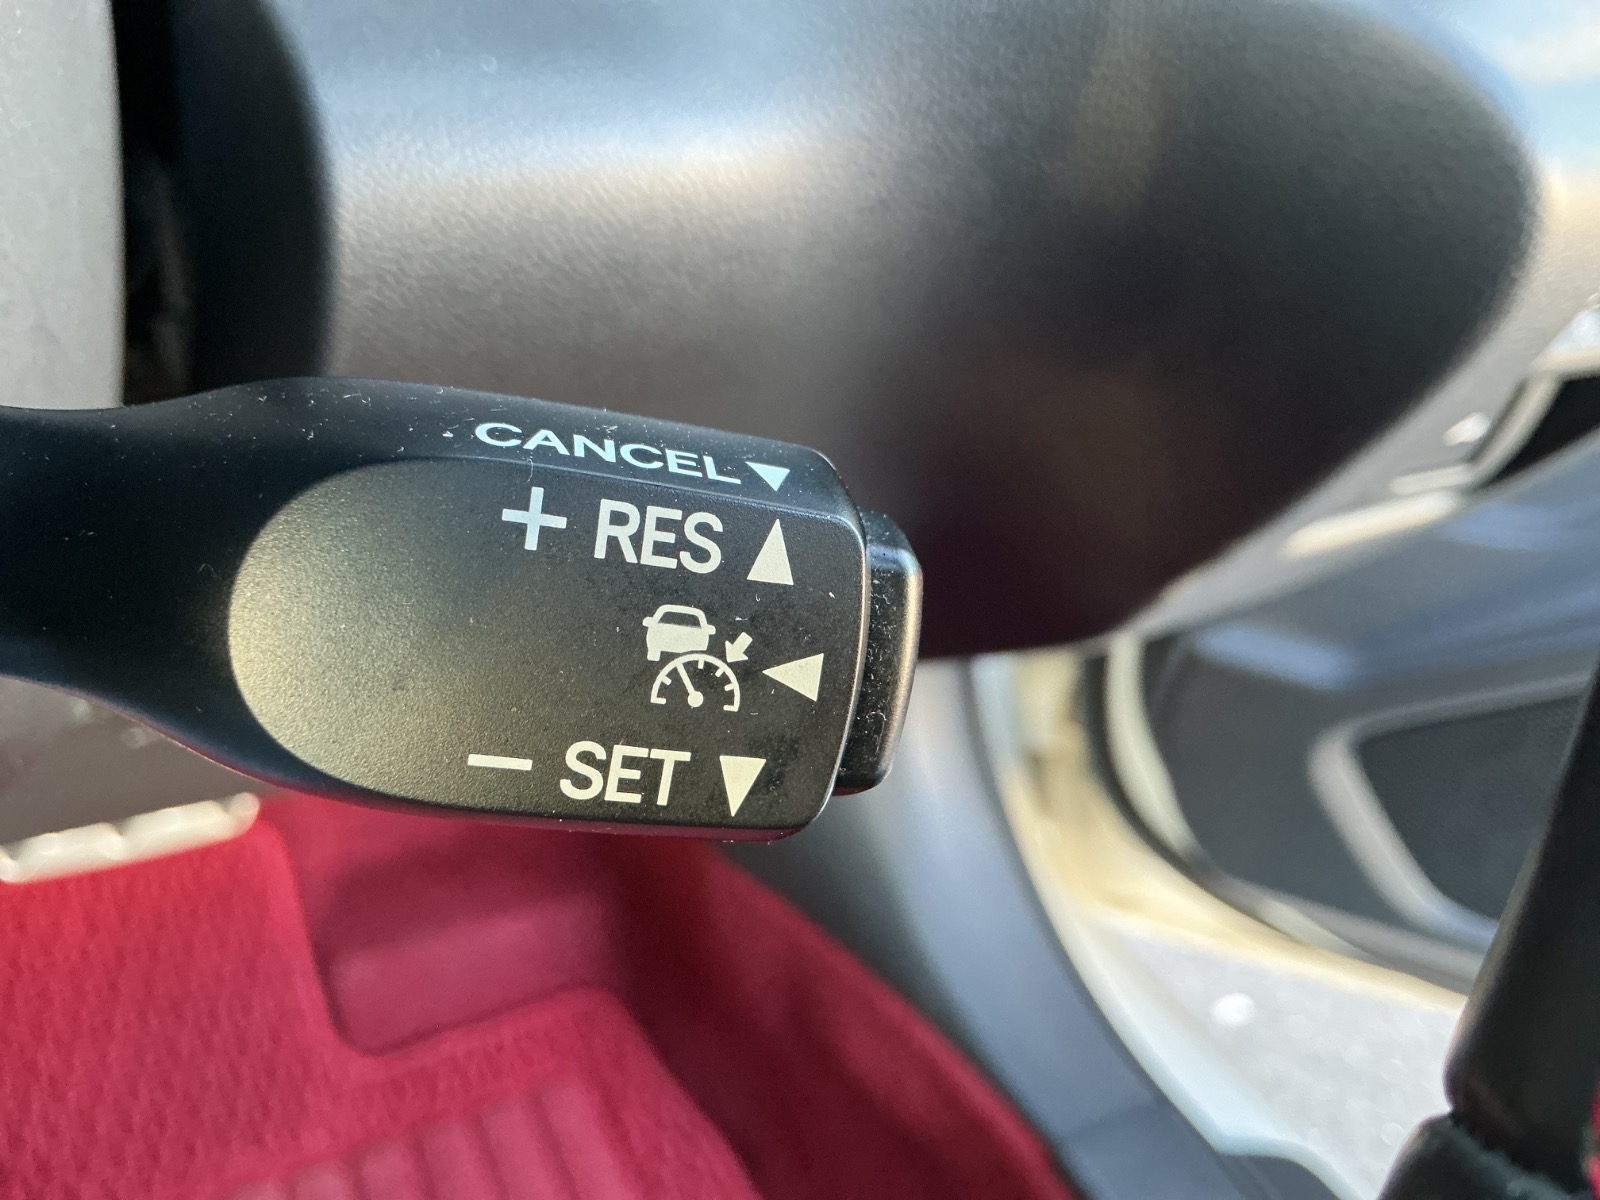 CANCEL ▼
+ RES ▲
◀
− SET ▼